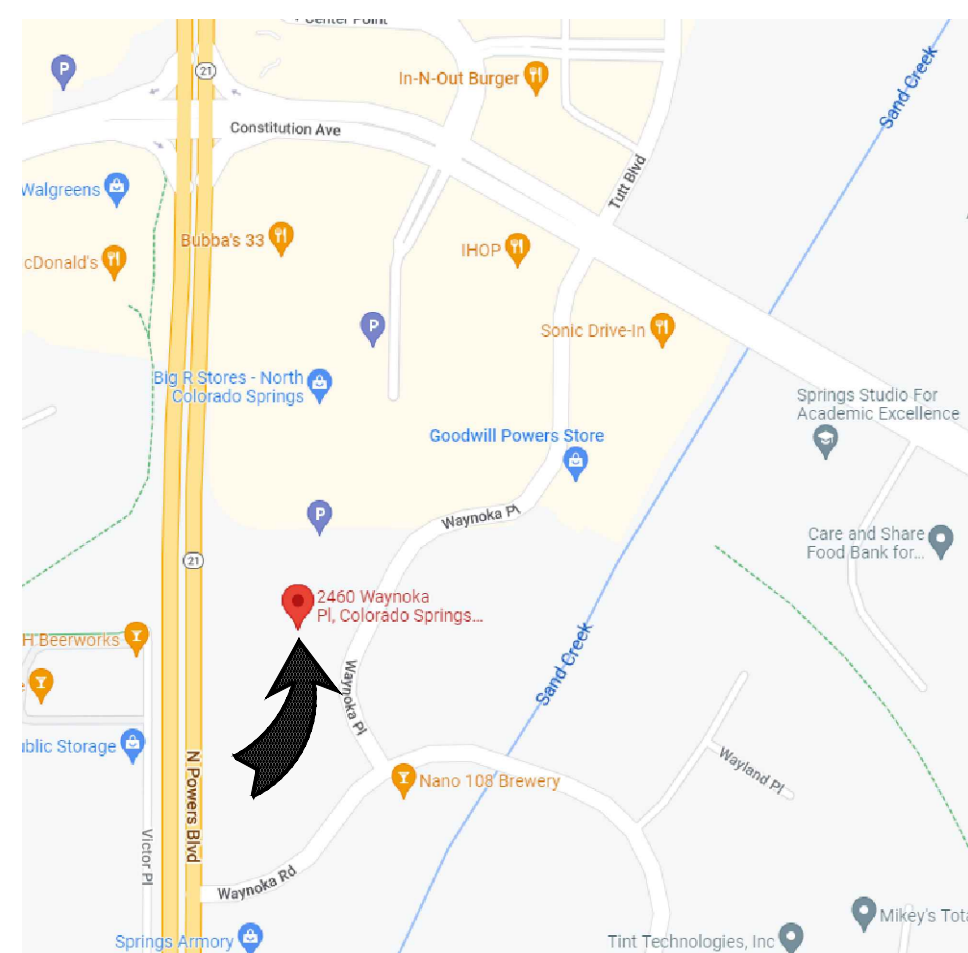 Center Point
P
21
In-N-Out Burger
Sand Creek
Constitution Ave
Walgreens
Tutt Blvd
Bubba's 33
IHOP
cDonald's
P
Sonic Drive-In
Big R Stores - North
Colorado Springs
Springs Studio For
Academic Excellence
Goodwill Powers Store
P
Waynoka Pl
Care and Share
Food Bank for...
21
2460 Waynoka
Pl, Colorado Springs...
H Beerworks
Sand Creek
Waynoka Pl
ublic Storage
N Powers Blvd
Nano 108 Brewery
Wayland Pl
Victor Pl
Waynoka Rd
Mikey's Tota
Springs Armory
Tint Technologies, Inc